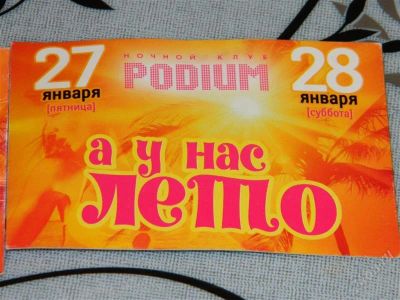 27
января
[пятница]
НОЧНОЙ КЛУБ
PODIUM
28
января
[суббота]
а у нас
лето